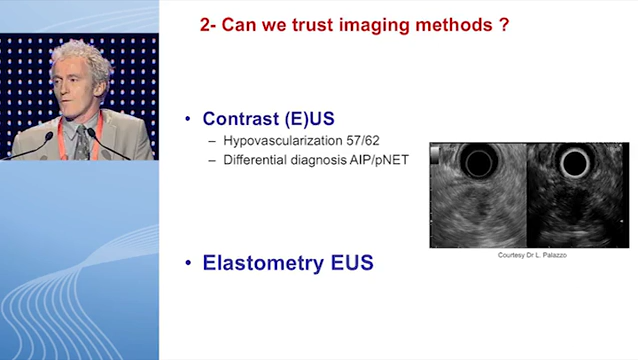 2- Can we trust imaging methods ?
• Contrast (E)US
– Hypovascularization 57/62
– Differential diagnosis AIP/pNET
Courtesy Dr L. Palazzo
• Elastometry EUS